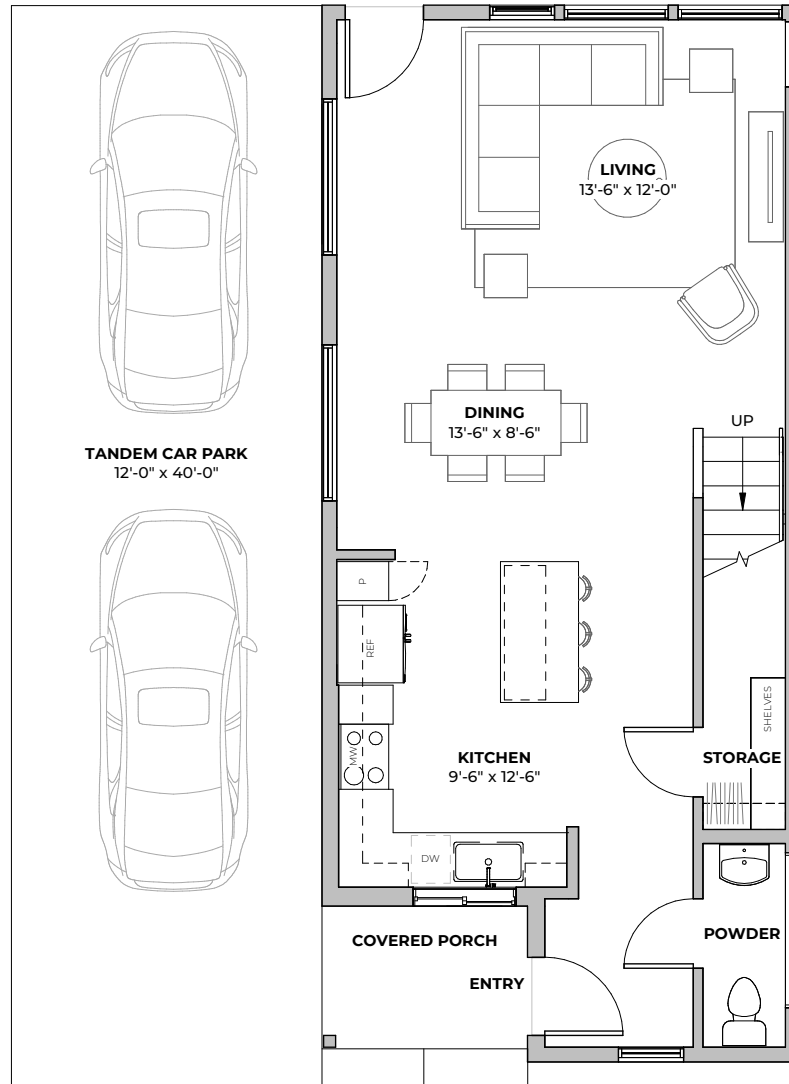 LIVING
13'-6" x 12'-0"
DINING
13'-6" x 8'-6"
UP
TANDEM CAR PARK
12'-0" x 40'-0"
P
REF
SHELVES
MW
KITCHEN
9'-6" x 12'-6"
STORAGE
DW
COVERED PORCH
POWDER
ENTRY